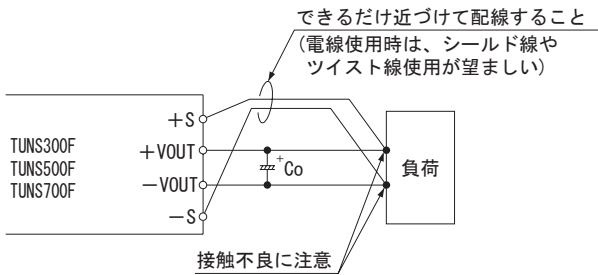 できるだけ近づけて配線すること
(電線使用時は、シールド線や
ツイスト線使用が望ましい)
+S
TUNS300F
+VOUT
TUNS500F
+
Co
負荷
TUNS700F
-VOUT
-S
接触不良に注意